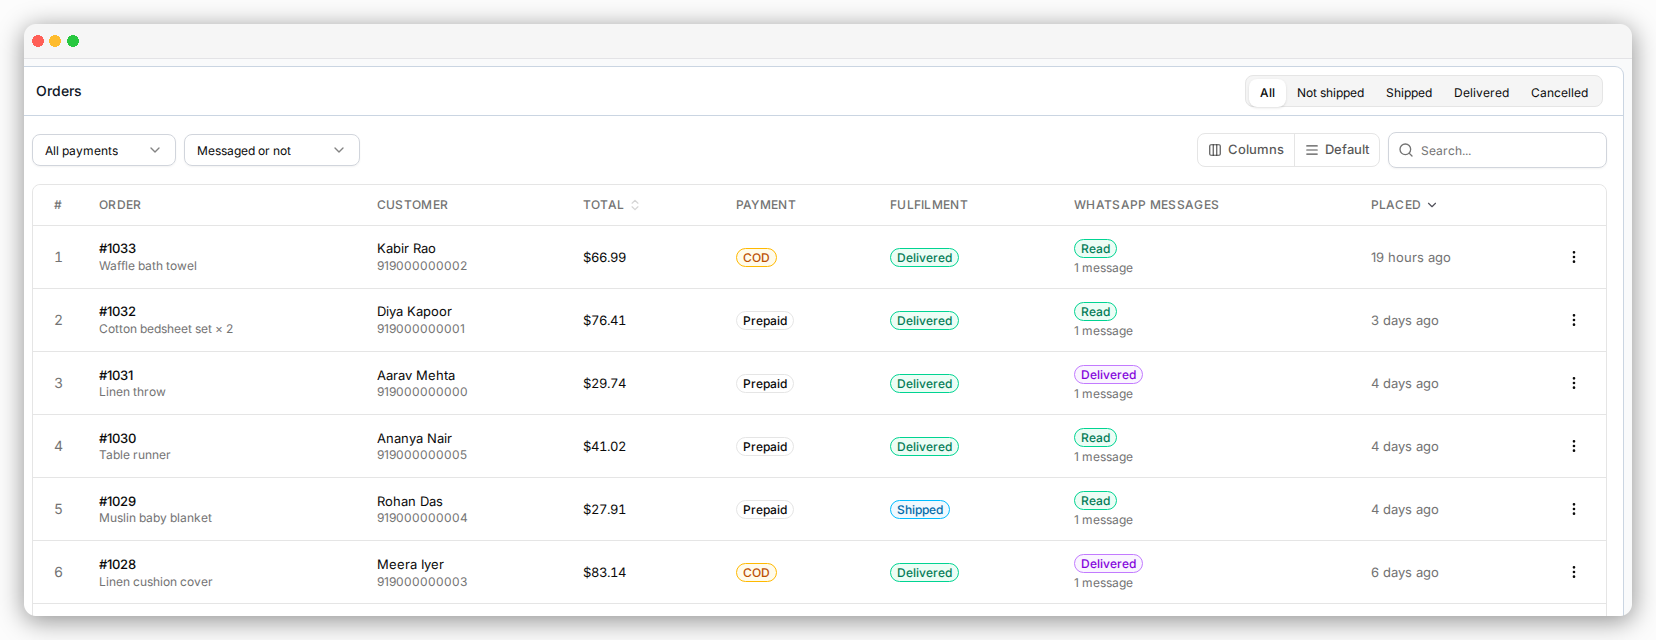 Orders
All Not shipped Shipped Delivered Cancelled
All payments Messaged or not Columns Default Search...
# ORDER CUSTOMER TOTAL PAYMENT FULFILMENT WHATSAPP MESSAGES PLACED
1 #1033 Kabir Rao $66.99 COD Delivered Read 19 hours ago
Waffle bath towel 919000000002 1 message
2 #1032 Diya Kapoor $76.41 Prepaid Delivered Read 3 days ago
Cotton bedsheet set × 2 919000000001 1 message
3 #1031 Aarav Mehta $29.74 Prepaid Delivered Delivered 4 days ago
Linen throw 919000000000 1 message
4 #1030 Ananya Nair $41.02 Prepaid Delivered Read 4 days ago
Table runner 919000000005 1 message
5 #1029 Rohan Das $27.91 Prepaid Shipped Read 4 days ago
Muslin baby blanket 919000000004 1 message
6 #1028 Meera Iyer $83.14 COD Delivered Delivered 6 days ago
Linen cushion cover 919000000003 1 message